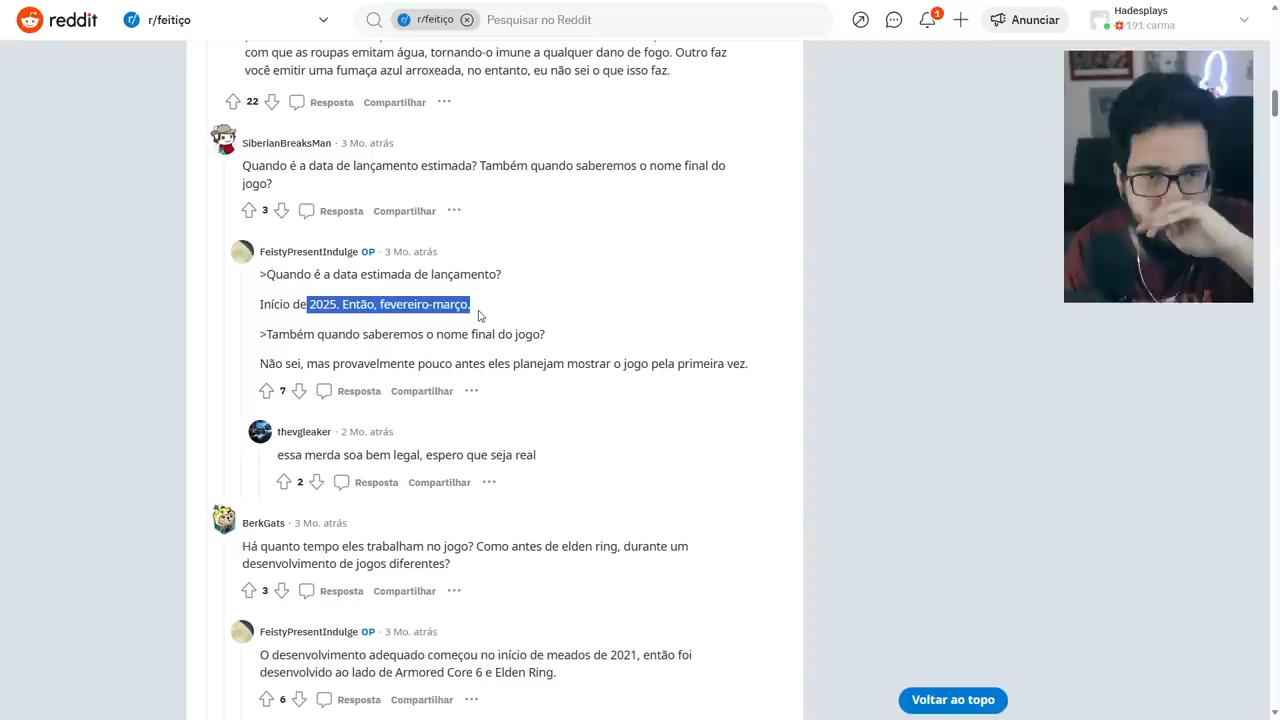 reddit
r/feitiço
r/feitiço
Pesquisar no Reddit
1
Anunciar
Hadesplays
191 carma
com que as roupas emitam água, tornando-o imune a qualquer dano de fogo. Outro faz
você emitir uma fumaça azul arroxeada, no entanto, eu não sei o que isso faz.
22
Resposta
Compartilhar
SiberianBreaksMan · 3 Mo. atrás
Quando é a data de lançamento estimada? Também quando saberemos o nome final do
jogo?
3
Resposta
Compartilhar
FeistyPresentIndulge OP · 3 Mo. atrás
>Quando é a data estimada de lançamento?
Início de 2025. Então, fevereiro-março.
>Também quando saberemos o nome final do jogo?
Não sei, mas provavelmente pouco antes eles planejam mostrar o jogo pela primeira vez.
7
Resposta
Compartilhar
thevgleaker · 2 Mo. atrás
essa merda soa bem legal, espero que seja real
2
Resposta
Compartilhar
BerkGats · 3 Mo. atrás
Há quanto tempo eles trabalham no jogo? Como antes de elden ring, durante um
desenvolvimento de jogos diferentes?
3
Resposta
Compartilhar
FeistyPresentIndulge OP · 3 Mo. atrás
O desenvolvimento adequado começou no início de meados de 2021, então foi
desenvolvido ao lado de Armored Core 6 e Elden Ring.
6
Resposta
Compartilhar
Voltar ao topo